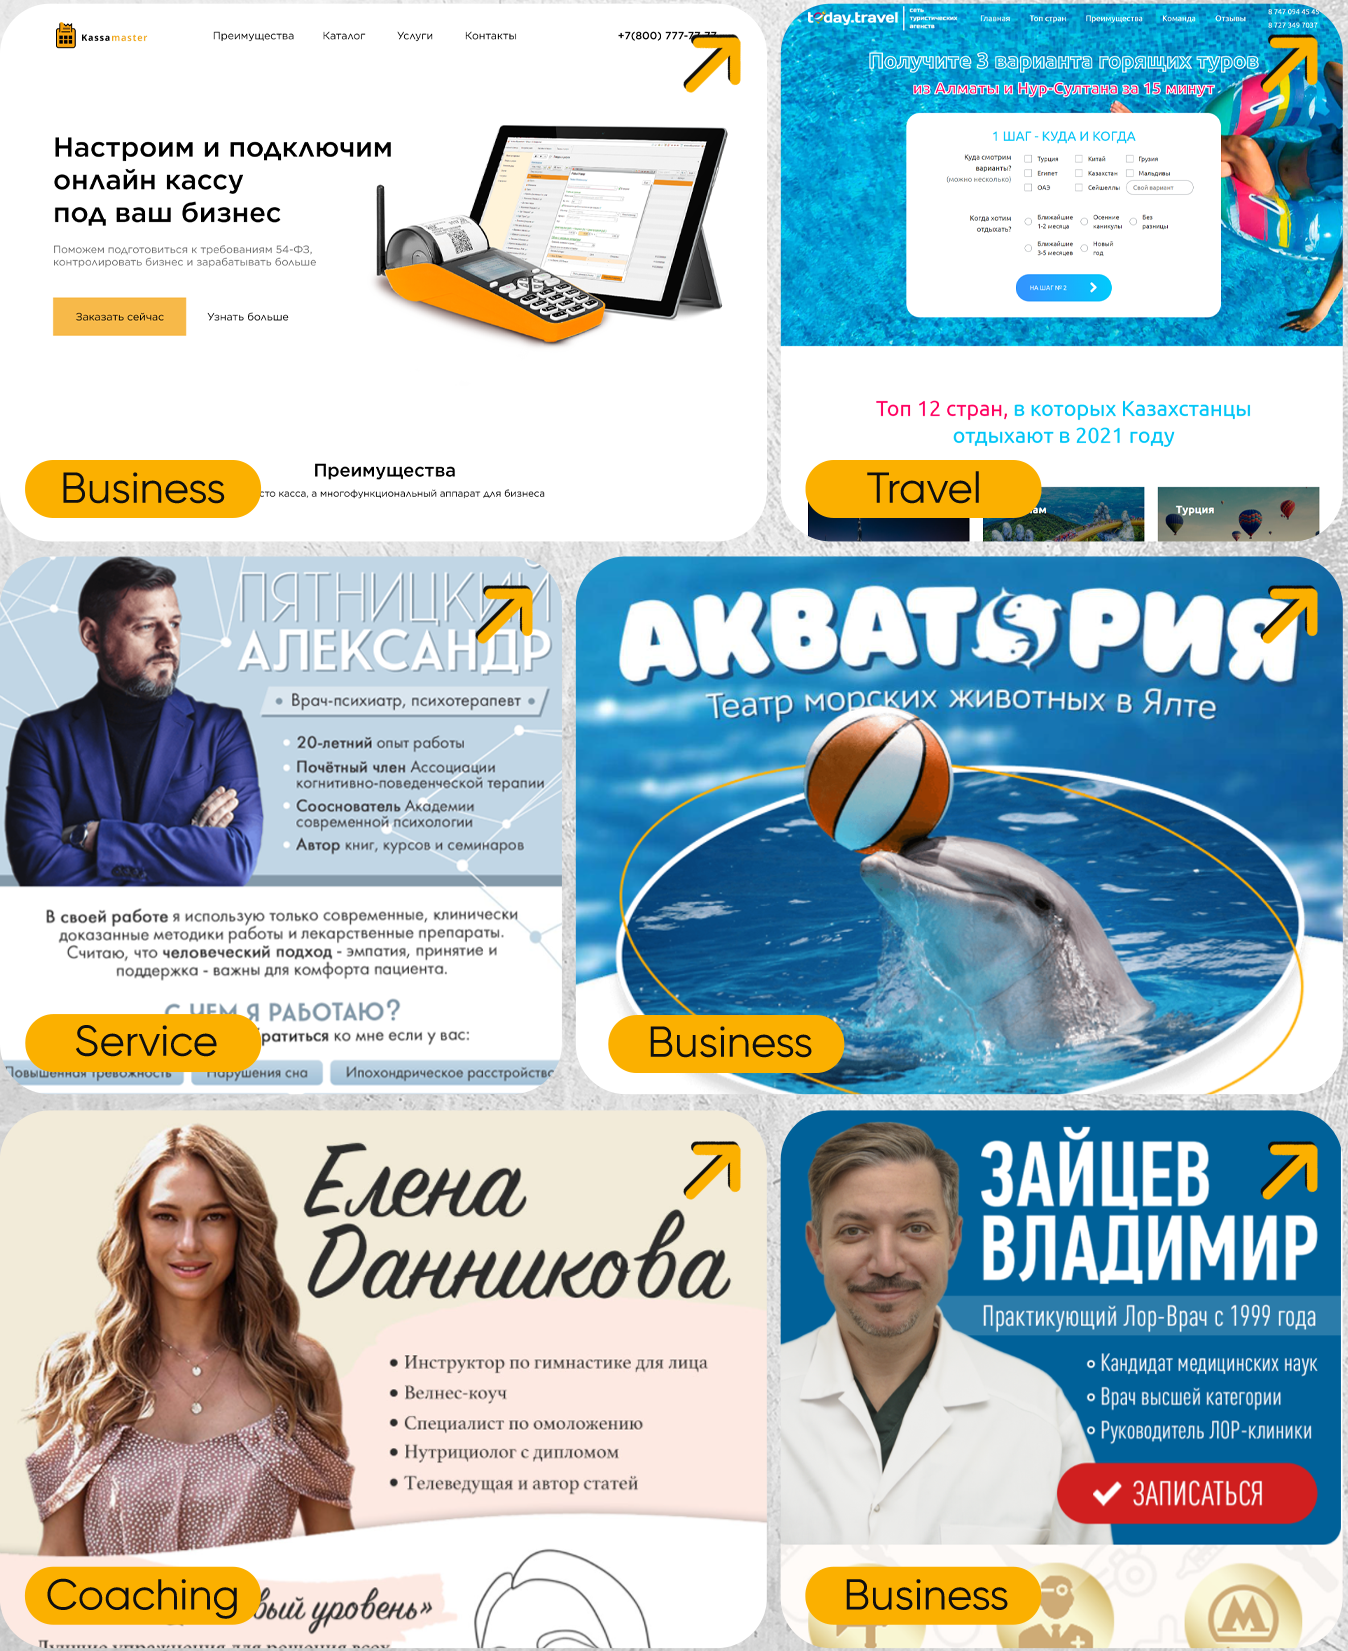 Kassamaster
Преимущества
Каталог
Услуги
Контакты
+7(800) 777-77-77
Настроим и подключим
онлайн кассу
под ваш бизнес
Поможем подготовиться к требованиям 54-ФЗ,
контролировать бизнес и зарабатывать больше
Заказать сейчас
Узнать больше
Преимущества
сто касса, а многофункциональный аппарат для бизнеса
Business
today.travel
сеть
туристических
агенств
Главная
Топ стран
Преимущества
Команда
Отзывы
8 747 094 45 45
8 727 349 7037
Получите 3 варианта горящих туров
из Алматы и Нур-Султана за 15 минут
1 ШАГ - КУДА И КОГДА
Куда смотрим
варианты?
(можно несколько)
Турция
Китай
Грузия
Египет
Казахстан
Мальдивы
ОАЭ
Сейшеллы
Свой вариант
Когда хотим
отдыхать?
Ближайшие
1-2 месяца
Осенние
каникулы
Без
разницы
Ближайшие
3-5 месяцев
Новый
год
НА ШАГ № 2
Топ 12 стран, в которых Казахстанцы
отдыхают в 2021 году
Travel
нам
Турция
ПЯТНИЦКИЙ
АЛЕКСАНДР
Врач-психиатр, психотерапевт
20-летний опыт работы
Почётный член Ассоциации
когнитивно-поведенческой терапии
Сооснователь Академии
современной психологии
Автор книг, курсов и семинаров
В своей работе я использую только современные, клинически
доказанные методики работы и лекарственные препараты.
Считаю, что человеческий подход - эмпатия, принятие и
поддержка - важны для комфорта пациента.
С ЧЕМ Я РАБОТАЮ?
братиться ко мне если у вас:
Service
Повышенная тревожность
Нарушения сна
Ипохондрическое расстройство
АКВАТОРИЯ
Театр морских животных в Ялте
Business
Елена
Данникова
• Инструктор по гимнастике для лица
• Велнес-коуч
• Специалист по омоложению
• Нутрициолог с дипломом
• Телеведущая и автор статей
Coaching
вый уровень»
Лучшие упражнения для решения всех
ЗАЙЦЕВ
ВЛАДИМИР
Практикующий Лор-Врач с 1999 года
Кандидат медицинских наук
Врач высшей категории
Руководитель ЛОР-клиники
ЗАПИСАТЬСЯ
Business